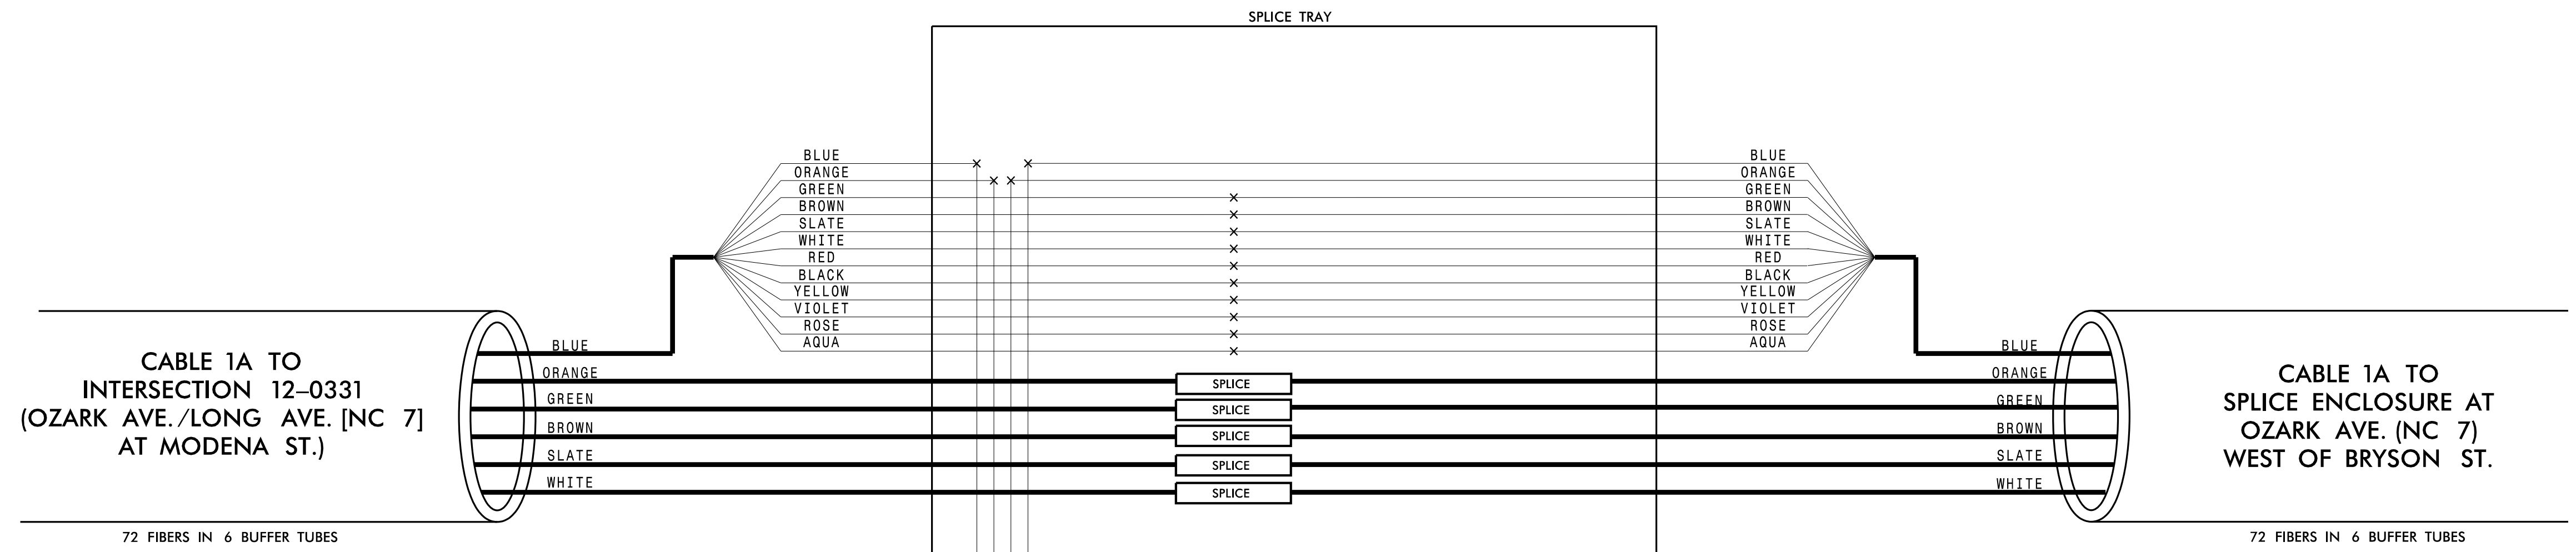 SPLICE TRAY
BLUE
ORANGE
GREEN
BROWN
SLATE
WHITE
RED
BLACK
YELLOW
VIOLET
ROSE
AQUA
BLUE
ORANGE
GREEN
BROWN
SLATE
WHITE
RED
BLACK
YELLOW
VIOLET
ROSE
AQUA
CABLE 1A TO
INTERSECTION 12–0331
(OZARK AVE./LONG AVE. [NC 7]
AT MODENA ST.)
72 FIBERS IN 6 BUFFER TUBES
BLUE
ORANGE
GREEN
BROWN
SLATE
WHITE
SPLICE
SPLICE
SPLICE
SPLICE
SPLICE
BLUE
ORANGE
GREEN
BROWN
SLATE
WHITE
CABLE 1A TO
SPLICE ENCLOSURE AT
OZARK AVE. (NC 7)
WEST OF BRYSON ST.
72 FIBERS IN 6 BUFFER TUBES